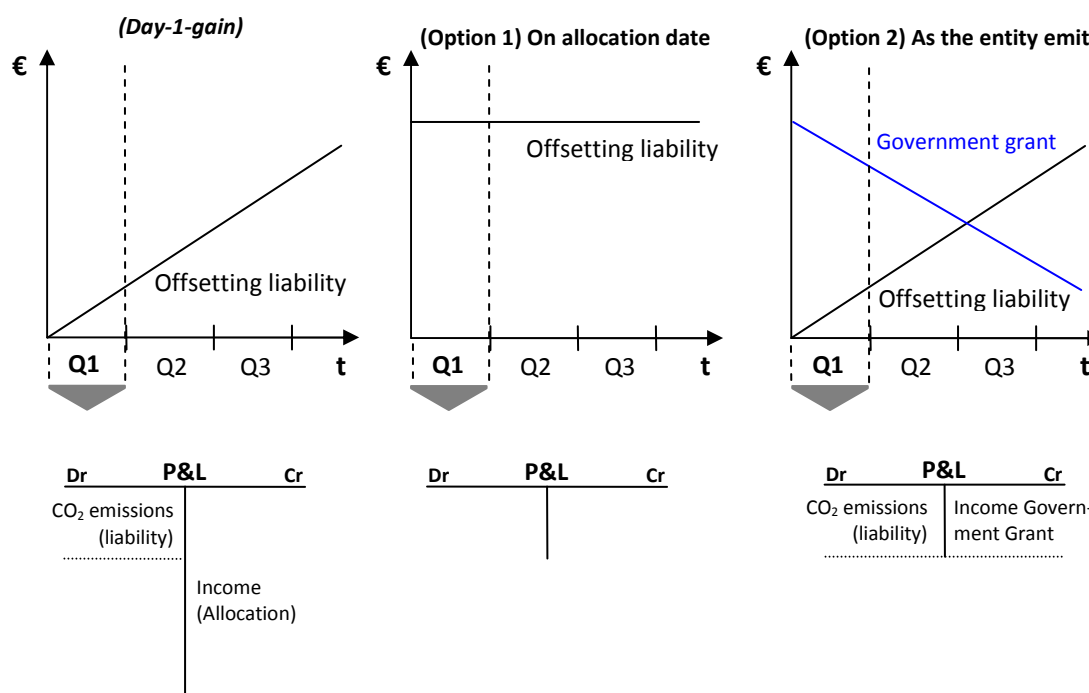 (Day-1-gain)
€
Offsetting liability
Q1 Q2 Q3 t
Dr P&L Cr
CO₂ emissions
(liability)
Income
(Allocation)
(Option 1) On allocation date
€
Offsetting liability
Q1 Q2 Q3 t
Dr P&L Cr
(Option 2) As the entity emit
€
Government grant
Offsetting liability
Q1 Q2 Q3 t
Dr P&L Cr
CO₂ emissions
(liability)
Income Govern-
ment Grant